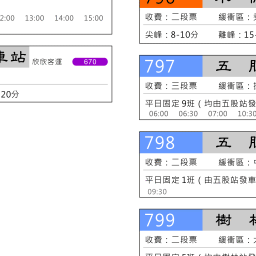 12:00 13:00 14:00 15:00
車站 欣欣客運 670
20分
收費：二段票 緩衝區：
尖峰：8-10分 離峰：15-
797 五 股
收費：二段票 緩衝區：
平日固定 9班（均由五股站發
06:00 06:30 07:00 10:30
798 五 股
收費：二段票 緩衝區：中
平日固定 1班（由五股站發車
09:30
799 樹 林
收費：二段票 緩衝區：